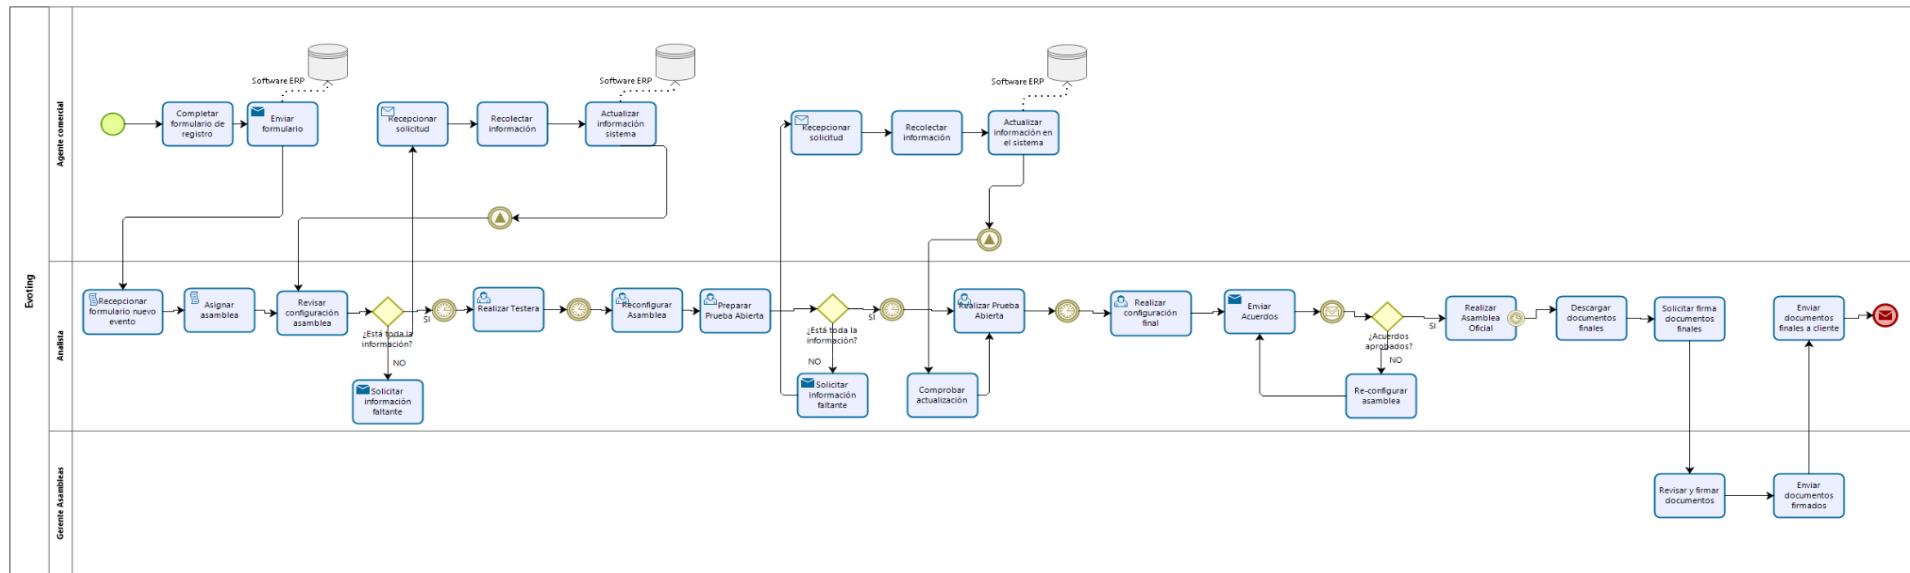 Evoting
Agente comercial
Software ERP
Software ERP
Software ERP
Completar
formulario de
registro
Enviar
formulario
Recepcionar
solicitud
Recolectar
información
Actualizar
información
sistema
Recepcionar
solicitud
Recolectar
información
Actualizar
información en
el sistema
Analista
Recepcionar
formulario nuevo
evento
Asignar
asamblea
Revisar
configuración
asamblea
¿Está toda la
información?
SI
NO
Solicitar
información
faltante
Realizar Testera
Reconfigurar
Asamblea
Preparar
Prueba Abierta
¿Está toda la
información?
SI
NO
Solicitar
información
faltante
Comprobar
actualización
Realizar Prueba
Abierta
Realizar
configuración
final
Enviar
Acuerdos
¿Acuerdos
aprobados?
SI
NO
Re-configurar
asamblea
Realizar
Asamblea
Oficial
Descargar
documentos
finales
Solicitar firma
documentos
finales
Enviar
documentos
finales a cliente
Gerente Asambleas
Revisar y firmar
documentos
Enviar
documentos
firmados